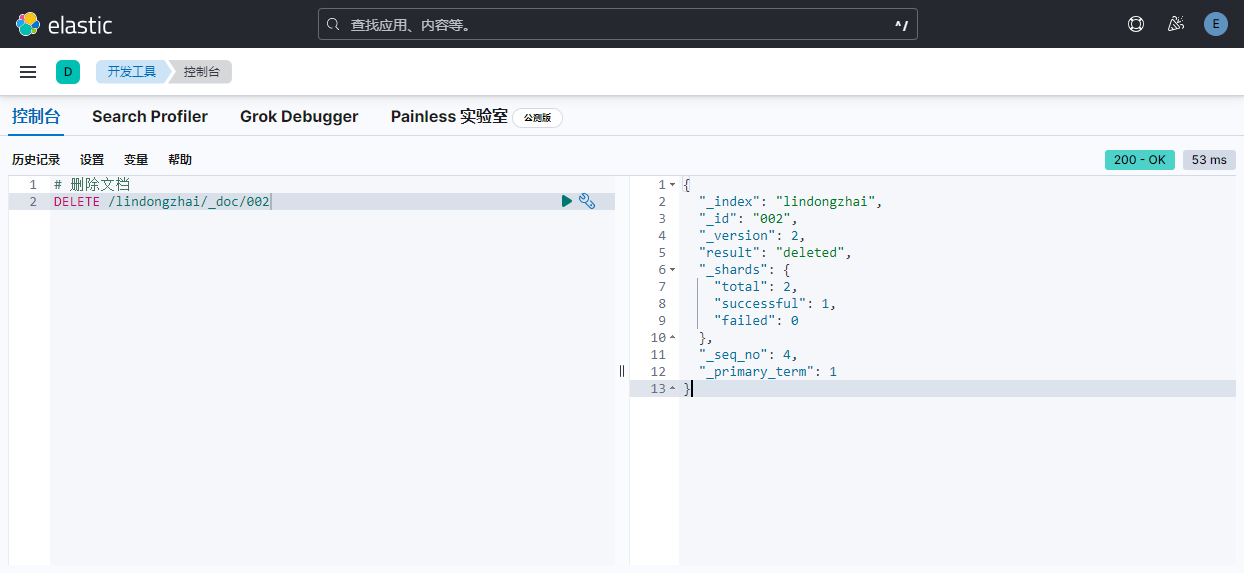 elastic
查找应用、内容等。
^/
E
D
开发工具
控制台
控制台
Search Profiler
Grok Debugger
Painless 实验室
公测版
历史记录
设置
变量
帮助
200 - OK
53 ms
1 # 删除文档
2 DELETE /lindongzhai/_doc/002
1 {
2 "_index": "lindongzhai",
3 "_id": "002",
4 "_version": 2,
5 "result": "deleted",
6 "_shards": {
7 "total": 2,
8 "successful": 1,
9 "failed": 0
10 },
11 "_seq_no": 4,
12 "_primary_term": 1
13 }